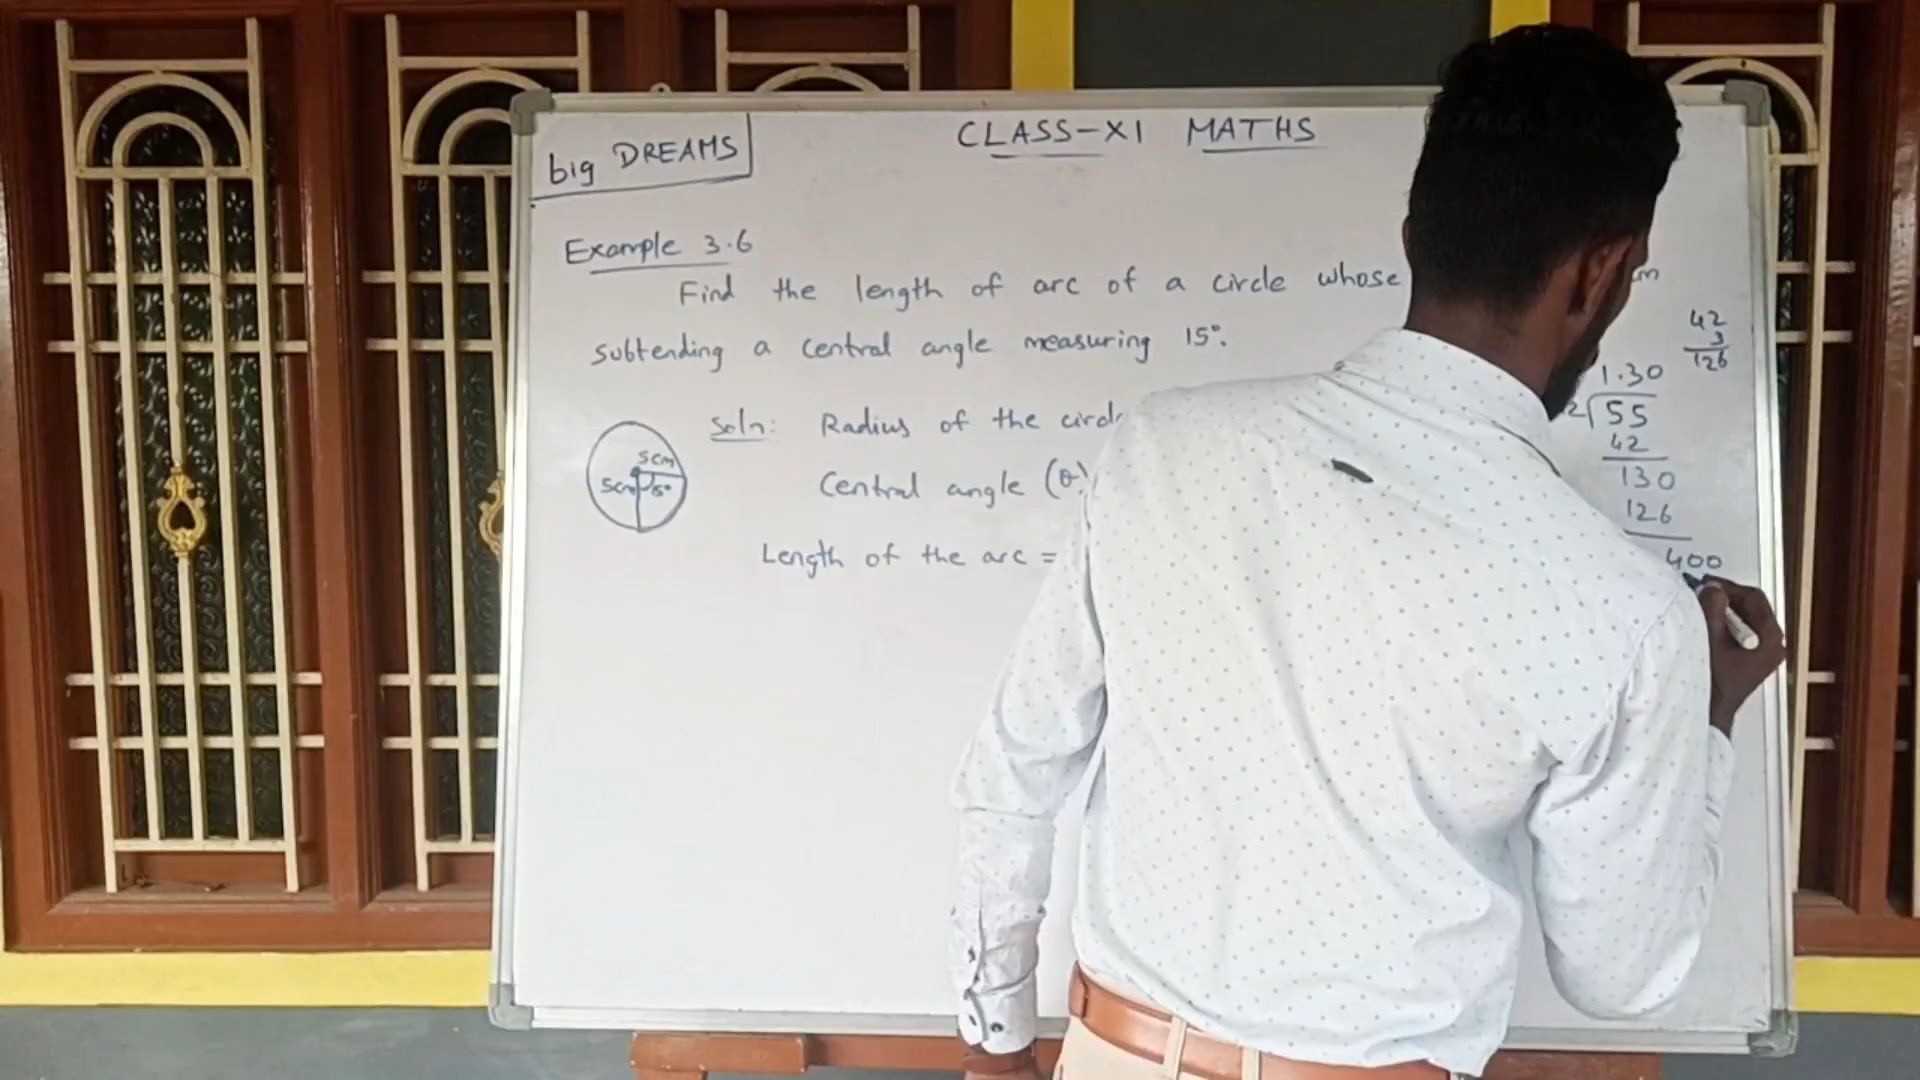 big DREAMS
CLASS-XI MATHS
Example 3.6
Find the length of arc of a circle whose
subtending a central angle measuring 15°.
Soln: Radius of the circle
Central angle (θ)
Length of the arc =
5cm
5cm 15°
42
3
126
1.30
2 55
42
130
126
400